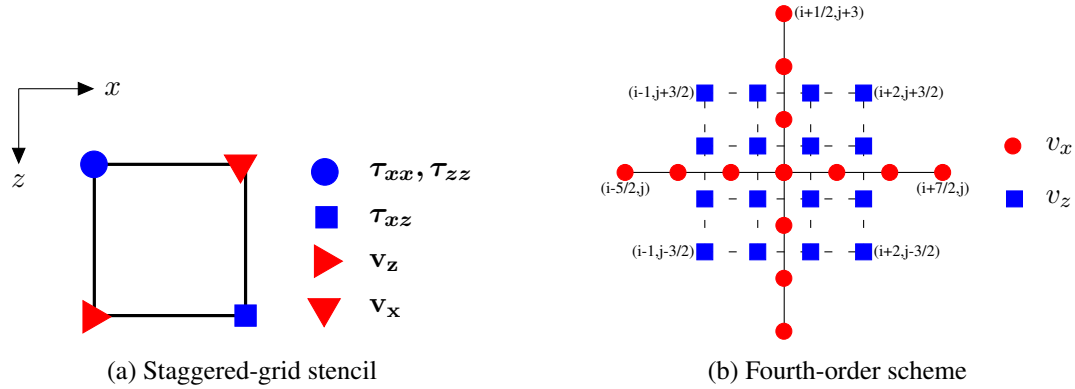 x
z
τxx, τzz
τxz
vz
vx
(a) Staggered-grid stencil
(i+1/2,j+3)
(i-1,j+3/2)
(i+2,j+3/2)
(i-5/2,j)
(i+7/2,j)
(i-1,j-3/2)
(i+2,j-3/2)
vx
vz
(b) Fourth-order scheme